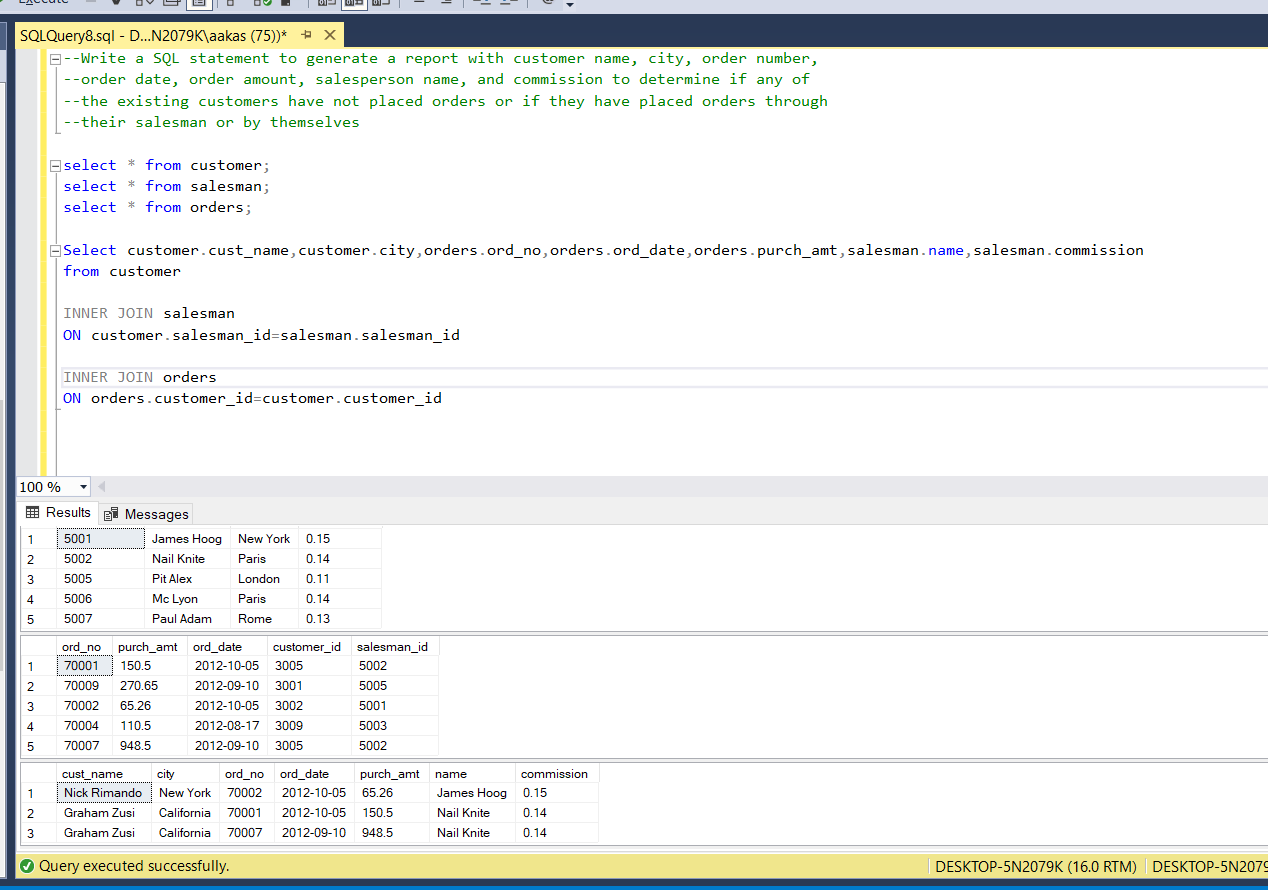 Execute
SQLQuery8.sql - D...N2079K\aakas (75))*
--Write a SQL statement to generate a report with customer name, city, order number,
--order date, order amount, salesperson name, and commission to determine if any of
--the existing customers have not placed orders or if they have placed orders through
--their salesman or by themselves
select * from customer;
select * from salesman;
select * from orders;
Select customer.cust_name,customer.city,orders.ord_no,orders.ord_date,orders.purch_amt,salesman.name,salesman.commission
from customer
INNER JOIN salesman
ON customer.salesman_id=salesman.salesman_id
INNER JOIN orders
ON orders.customer_id=customer.customer_id
100 %
Results Messages
1 5001 James Hoog New York 0.15
2 5002 Nail Knite Paris 0.14
3 5005 Pit Alex London 0.11
4 5006 Mc Lyon Paris 0.14
5 5007 Paul Adam Rome 0.13
ord_no purch_amt ord_date customer_id salesman_id
1 70001 150.5 2012-10-05 3005 5002
2 70009 270.65 2012-09-10 3001 5005
3 70002 65.26 2012-10-05 3002 5001
4 70004 110.5 2012-08-17 3009 5003
5 70007 948.5 2012-09-10 3005 5002
cust_name city ord_no ord_date purch_amt name commission
1 Nick Rimando New York 70002 2012-10-05 65.26 James Hoog 0.15
2 Graham Zusi California 70001 2012-10-05 150.5 Nail Knite 0.14
3 Graham Zusi California 70007 2012-09-10 948.5 Nail Knite 0.14
Query executed successfully. DESKTOP-5N2079K (16.0 RTM) DESKTOP-5N2079